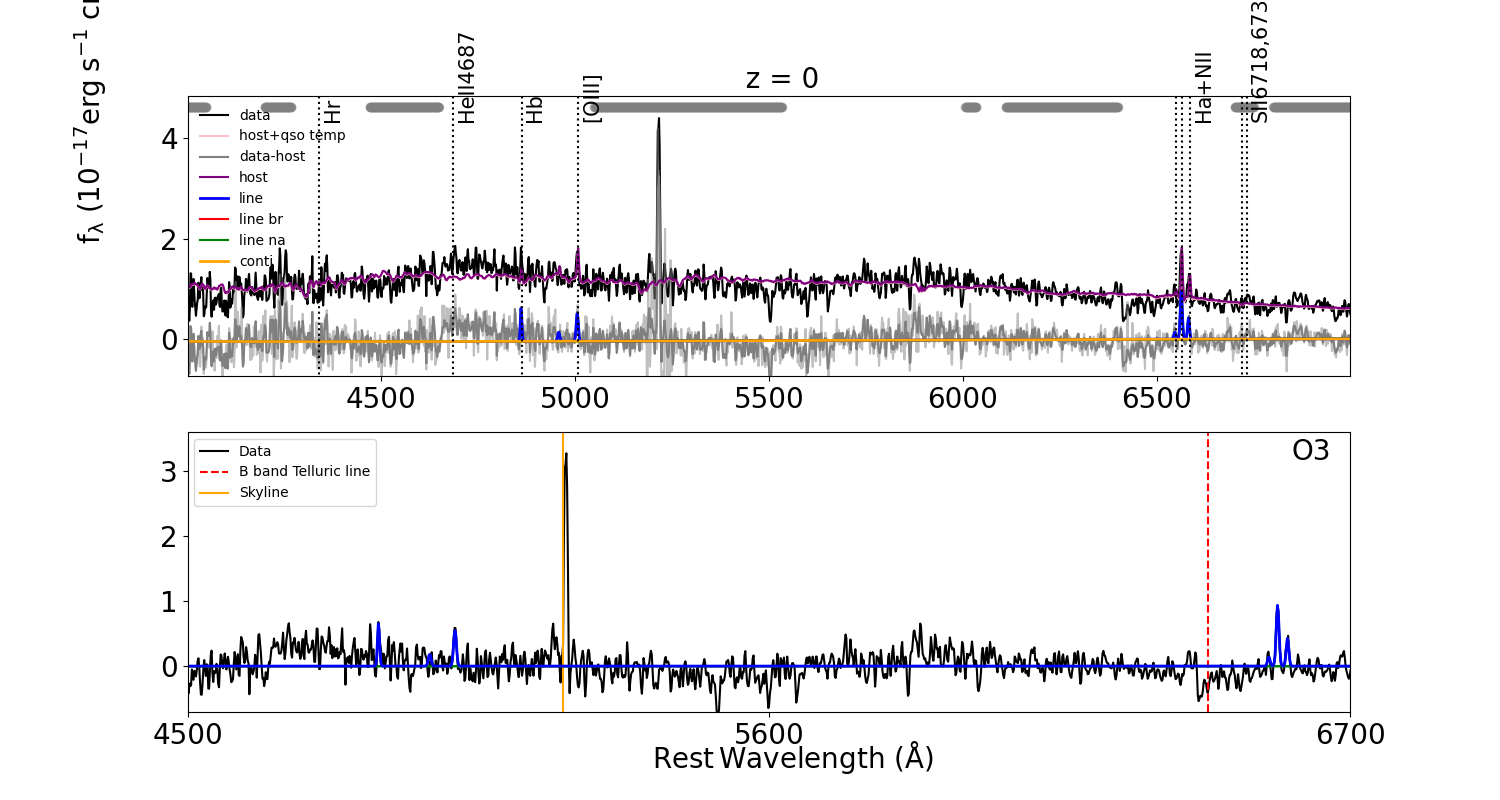 z = 0
f_λ (10^−17 erg s^−1
Hr
HeII4687
Hb
[OIII]
Ha+NII
SII6718,673
data
host+qso temp
data-host
host
line
line br
line na
conti
4
2
0
4500
5000
5500
6000
6500
Data
B band Telluric line
Skyline
O3
3
2
1
0
4500
5600
6700
Rest Wavelength (Å)